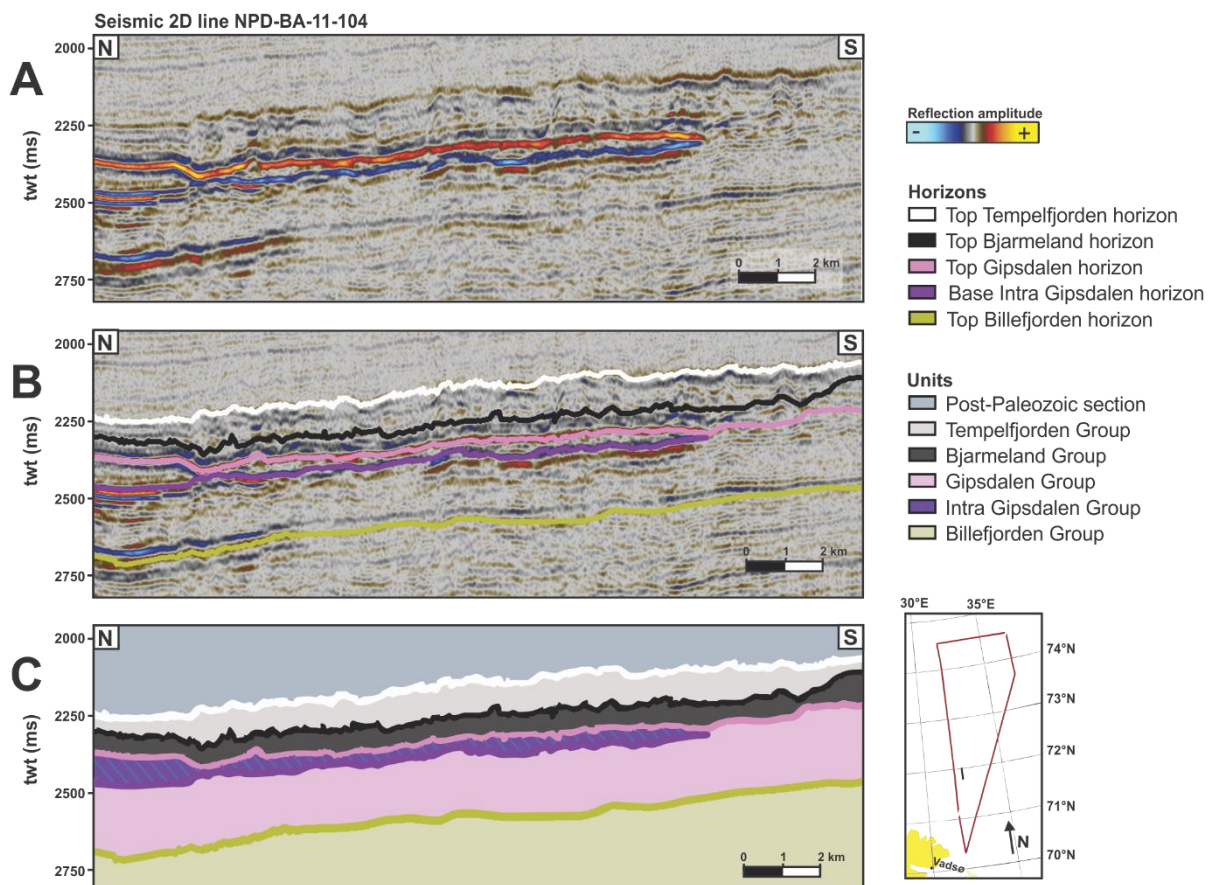 Seismic 2D line NPD-BA-11-104
A
N
S
2000
2250
2500
2750
twt (ms)
0 1 2 km
B
N
S
2000
2250
2500
2750
twt (ms)
0 1 2 km
C
N
S
2000
2250
2500
2750
twt (ms)
0 1 2 km
Reflection amplitude
- +
Horizons
Top Tempelfjorden horizon
Top Bjarmeland horizon
Top Gipsdalen horizon
Base Intra Gipsdalen horizon
Top Billefjorden horizon
Units
Post-Paleozoic section
Tempelfjorden Group
Bjarmeland Group
Gipsdalen Group
Intra Gipsdalen Group
Billefjorden Group
30°E 35°E
74°N
73°N
72°N
71°N
70°N
N
Vadsø